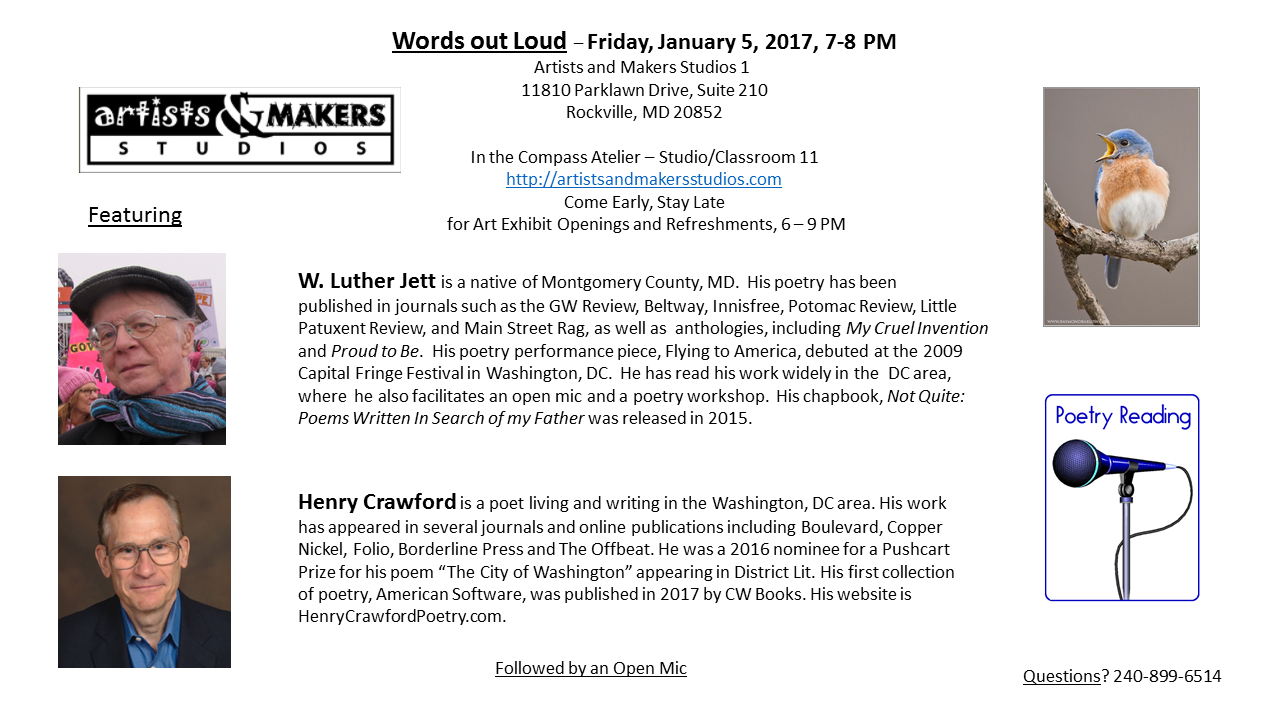 Words out Loud – Friday, January 5, 2017, 7-8 PM
Artists and Makers Studios 1
11810 Parklawn Drive, Suite 210
Rockville, MD 20852
artists & MAKERS
STUDIOS
In the Compass Atelier – Studio/Classroom 11
http://artistsandmakersstudios.com
Come Early, Stay Late
for Art Exhibit Openings and Refreshments, 6 – 9 PM
Featuring
W. Luther Jett is a native of Montgomery County, MD. His poetry has been
published in journals such as the GW Review, Beltway, Innisfree, Potomac Review, Little
Patuxent Review, and Main Street Rag, as well as anthologies, including My Cruel Invention
and Proud to Be. His poetry performance piece, Flying to America, debuted at the 2009
Capital Fringe Festival in Washington, DC. He has read his work widely in the DC area,
where he also facilitates an open mic and a poetry workshop. His chapbook, Not Quite:
Poems Written In Search of my Father was released in 2015.
Poetry Reading
Henry Crawford is a poet living and writing in the Washington, DC area. His work
has appeared in several journals and online publications including Boulevard, Copper
Nickel, Folio, Borderline Press and The Offbeat. He was a 2016 nominee for a Pushcart
Prize for his poem “The City of Washington” appearing in District Lit. His first collection
of poetry, American Software, was published in 2017 by CW Books. His website is
HenryCrawfordPoetry.com.
Followed by an Open Mic
Questions? 240-899-6514